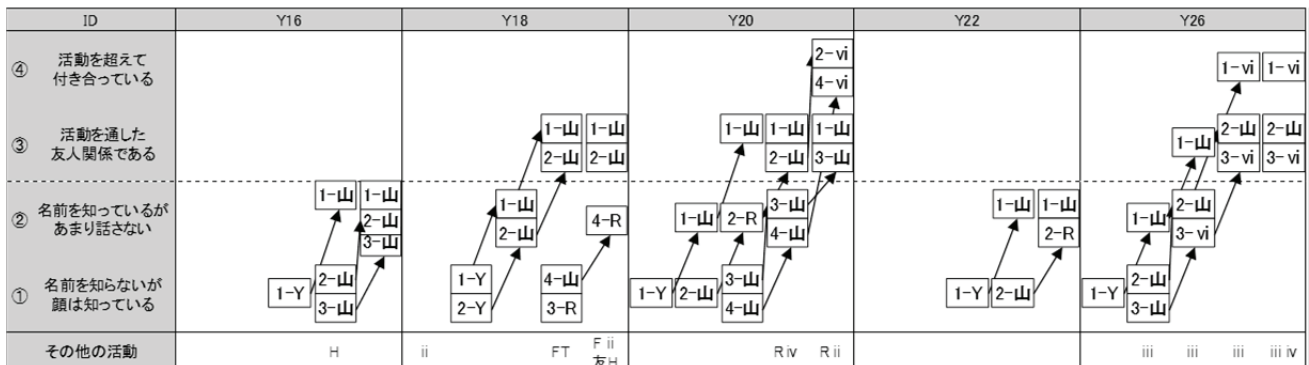 ID Y16 Y18 Y20 Y22 Y26
④ 活動を超えて
付き合っている
2-vi
4-vi
1-vi 1-vi
③ 活動を通した
友人関係である
1-山 1-山
2-山 2-山
1-山 1-山 1-山
2-山 3-山
1-山 2-山 2-山
3-vi 3-vi
② 名前を知っているが
あまり話さない
1-山 1-山
2-山
3-山
1-山
2-山
4-R
1-山 2-R 3-山
4-山
1-山 1-山
2-R
1-山 2-山
3-vi
① 名前を知らないが
顔は知っている
1-Y 2-山
3-山
1-Y 4-山
2-Y 3-R
1-Y 2-山 3-山
4-山
1-Y 2-山
1-Y 2-山
3-山
その他の活動 H ii FT F ii
友H
R iv R ii iii iii iii iii iv